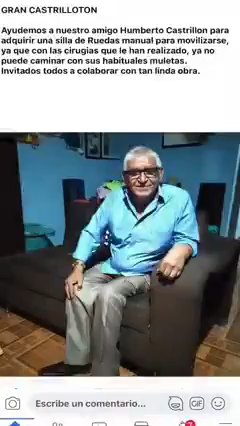 GRAN CASTRILLOTON
Ayudemos a nuestro amigo Humberto Castrillon para
adquirir una silla de Ruedas manual para movilizarse,
ya que con las cirugias que le han realizado, ya no
puede caminar con sus habituales muletas.
Invitados todos a colaborar con tan linda obra.
Escribe un comentario...
GIF